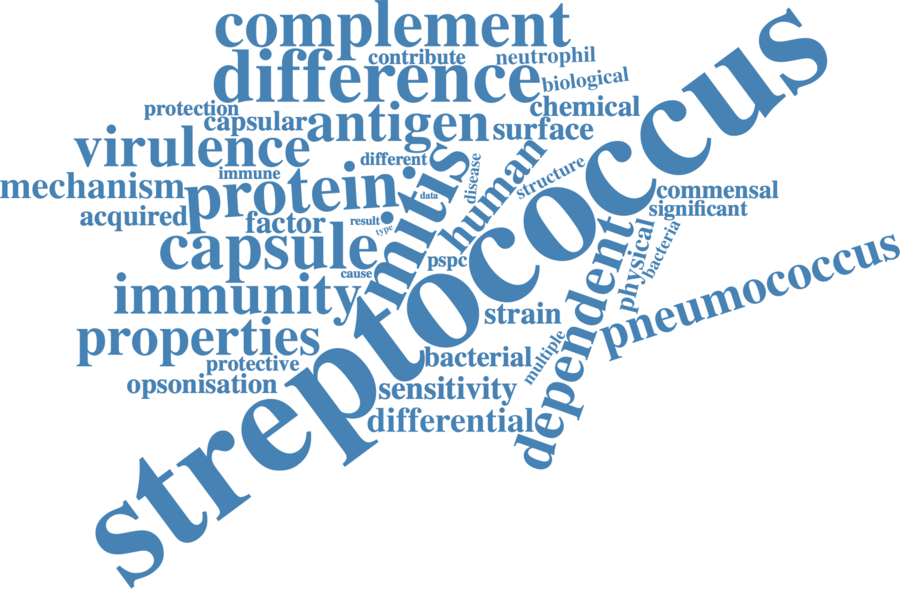 complement
contribute
neutrophil
difference
biological
protection
chemical
capsular
antigen
surface
virulence
different
immune
disease
human
structure
mechanism
protein
data
mitis
streptococcus
commensal
acquired
factor
result
type
significant
capsule
pspc
cause
physical
bacteria
immunity
dependent
pneumococcus
strain
properties
bacterial
multiple
protective
opsonisation
sensitivity
differential